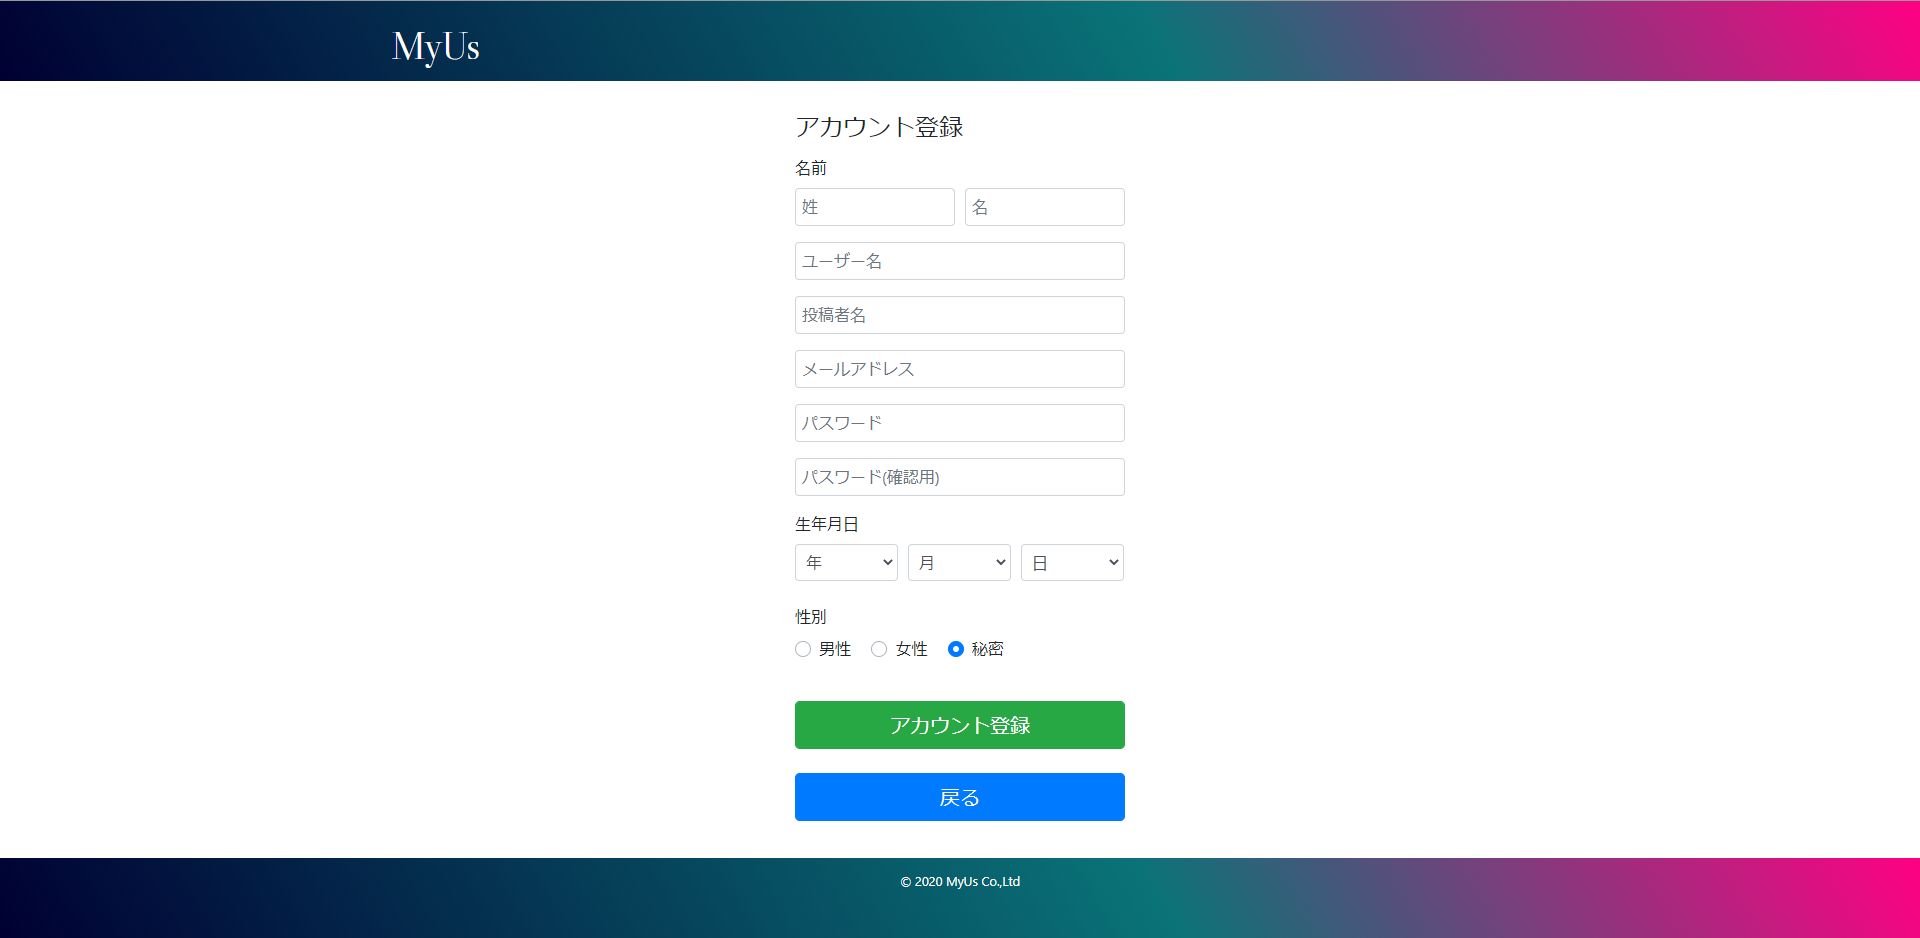 MyUs
アカウント登録
名前
姓 名
ユーザー名
投稿者名
メールアドレス
パスワード
パスワード(確認用)
生年月日
年 月 日
性別
男性 女性 秘密
アカウント登録
戻る
© 2020 MyUs Co.,Ltd